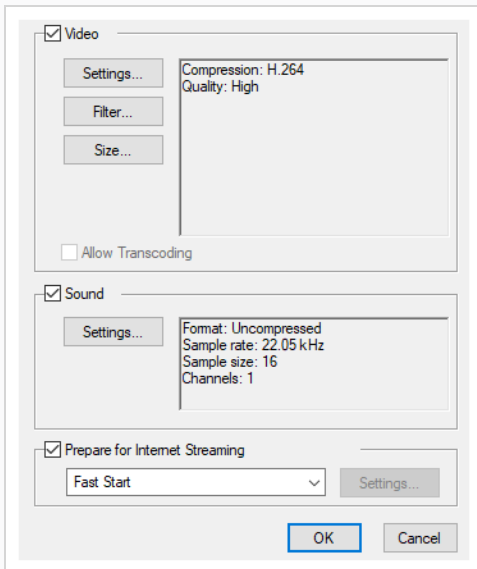 Video
Settings...
Compression: H.264
Quality: High
Filter...
Size...
Allow Transcoding
Sound
Settings...
Format: Uncompressed
Sample rate: 22.05 kHz
Sample size: 16
Channels: 1
Prepare for Internet Streaming
Fast Start
Settings...
OK
Cancel